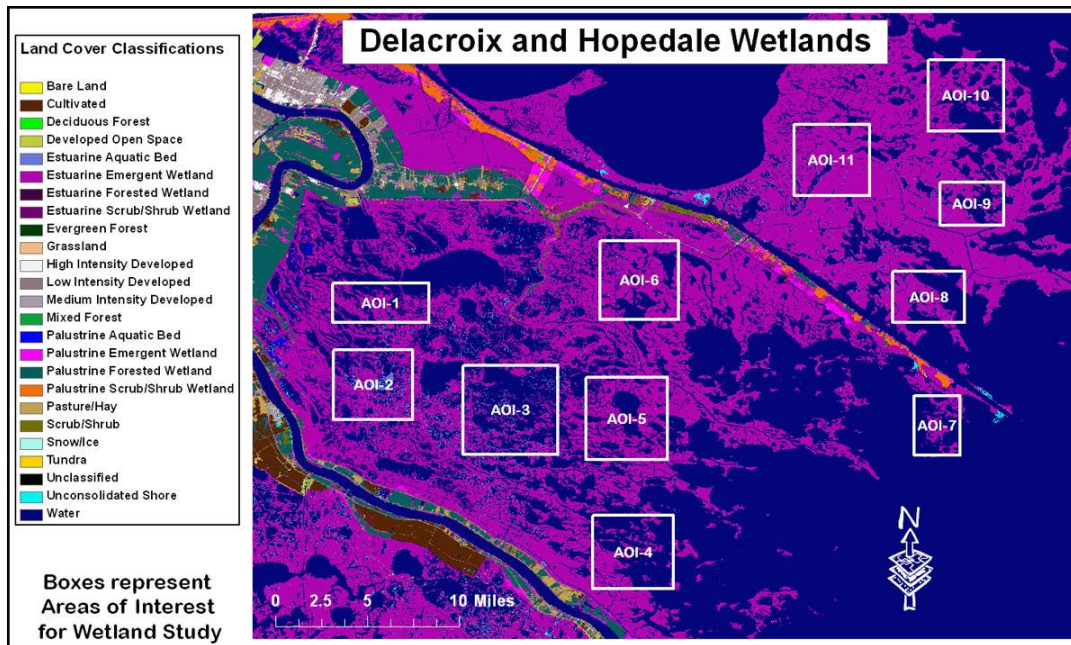 Delacroix and Hopedale Wetlands
Land Cover Classifications
Bare Land
Cultivated
Deciduous Forest
Developed Open Space
Estuarine Aquatic Bed
Estuarine Emergent Wetland
Estuarine Forested Wetland
Estuarine Scrub/Shrub Wetland
Evergreen Forest
Grassland
High Intensity Developed
Low Intensity Developed
Medium Intensity Developed
Mixed Forest
Palustrine Aquatic Bed
Palustrine Emergent Wetland
Palustrine Forested Wetland
Palustrine Scrub/Shrub Wetland
Pasture/Hay
Scrub/Shrub
Snow/Ice
Tundra
Unclassified
Unconsolidated Shore
Water
Boxes represent
Areas of Interest
for Wetland Study
AOI-10
AOI-11
AOI-9
AOI-6
AOI-8
AOI-1
AOI-2
AOI-3
AOI-5
AOI-7
AOI-4
N
0 2.5 5 10 Miles